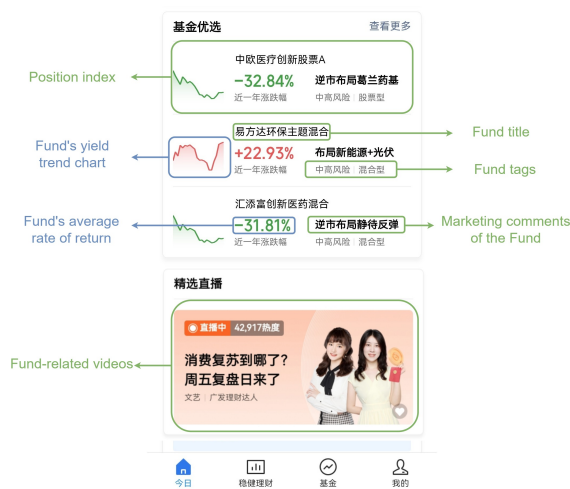 基金优选 查看更多
中欧医疗创新股票A
Position index
-32.84% 逆市布局葛兰药基
近一年涨跌幅 中高风险 | 股票型
易方达环保主题混合
Fund title
Fund's yield
trend chart
+22.93% 布局新能源+光伏
近一年涨跌幅 中高风险 | 混合型
Fund tags
汇添富创新医药混合
Fund's average
rate of return
-31.81% 逆市布局静待反弹
近一年涨跌幅 中高风险 | 混合型
Marketing comments
of the Fund
精选直播
直播中 42,917热度
Fund-related videos
消费复苏到哪了?
周五复盘日来了
文艺 | 广发理财达人
今日 稳健理财 基金 我的